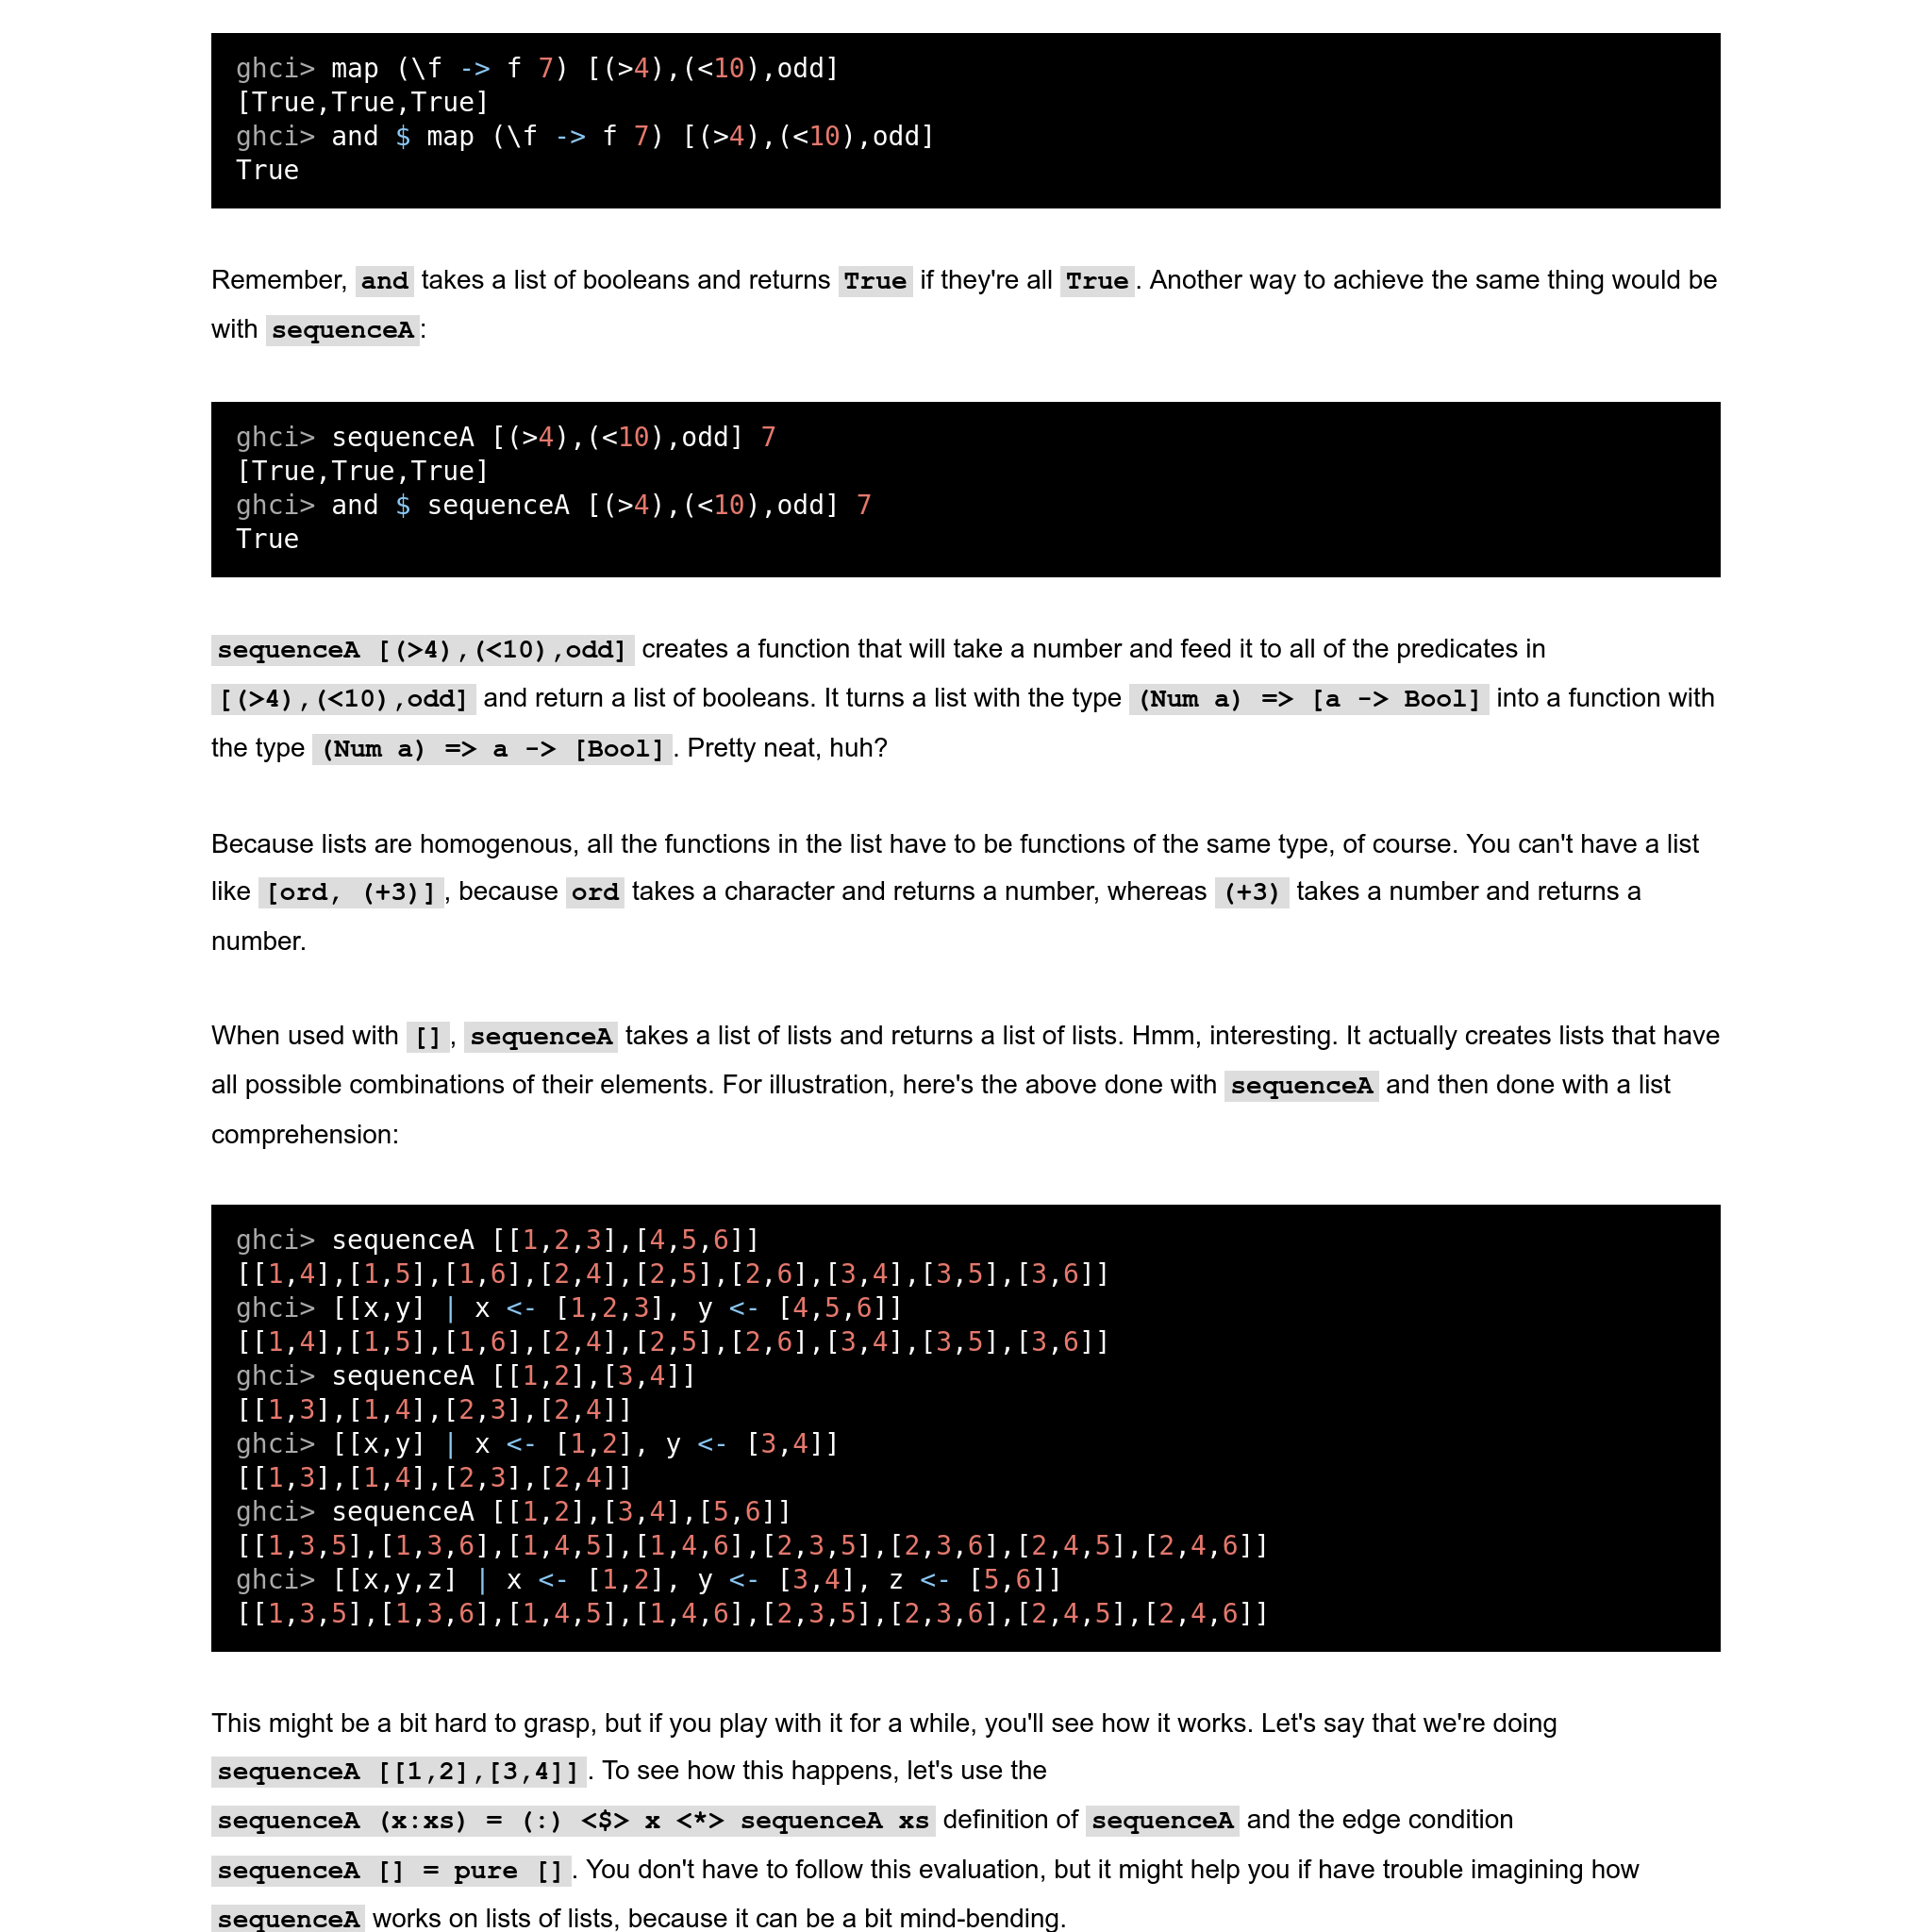 ghci> map (\f -> f 7) [(>4),(<10),odd]
[True,True,True]
ghci> and $ map (\f -> f 7) [(>4),(<10),odd]
True
Remember, and takes a list of booleans and returns True if they're all True. Another way to achieve the same thing would be
with sequenceA:
ghci> sequenceA [(>4),(<10),odd] 7
[True,True,True]
ghci> and $ sequenceA [(>4),(<10),odd] 7
True
sequenceA [(>4),(<10),odd] creates a function that will take a number and feed it to all of the predicates in
[(>4),(<10),odd] and return a list of booleans. It turns a list with the type (Num a) => [a -> Bool] into a function with
the type (Num a) => a -> [Bool]. Pretty neat, huh?
Because lists are homogenous, all the functions in the list have to be functions of the same type, of course. You can't have a list
like [ord, (+3)], because ord takes a character and returns a number, whereas (+3) takes a number and returns a
number.
When used with [], sequenceA takes a list of lists and returns a list of lists. Hmm, interesting. It actually creates lists that have
all possible combinations of their elements. For illustration, here's the above done with sequenceA and then done with a list
comprehension:
ghci> sequenceA [[1,2,3],[4,5,6]]
[[1,4],[1,5],[1,6],[2,4],[2,5],[2,6],[3,4],[3,5],[3,6]]
ghci> [[x,y] | x <- [1,2,3], y <- [4,5,6]]
[[1,4],[1,5],[1,6],[2,4],[2,5],[2,6],[3,4],[3,5],[3,6]]
ghci> sequenceA [[1,2],[3,4]]
[[1,3],[1,4],[2,3],[2,4]]
ghci> [[x,y] | x <- [1,2], y <- [3,4]]
[[1,3],[1,4],[2,3],[2,4]]
ghci> sequenceA [[1,2],[3,4],[5,6]]
[[1,3,5],[1,3,6],[1,4,5],[1,4,6],[2,3,5],[2,3,6],[2,4,5],[2,4,6]]
ghci> [[x,y,z] | x <- [1,2], y <- [3,4], z <- [5,6]]
[[1,3,5],[1,3,6],[1,4,5],[1,4,6],[2,3,5],[2,3,6],[2,4,5],[2,4,6]]
This might be a bit hard to grasp, but if you play with it for a while, you'll see how it works. Let's say that we're doing
sequenceA [[1,2],[3,4]]. To see how this happens, let's use the
sequenceA (x:xs) = (:) <$> x <*> sequenceA xs definition of sequenceA and the edge condition
sequenceA [] = pure []. You don't have to follow this evaluation, but it might help you if have trouble imagining how
sequenceA works on lists of lists, because it can be a bit mind-bending.